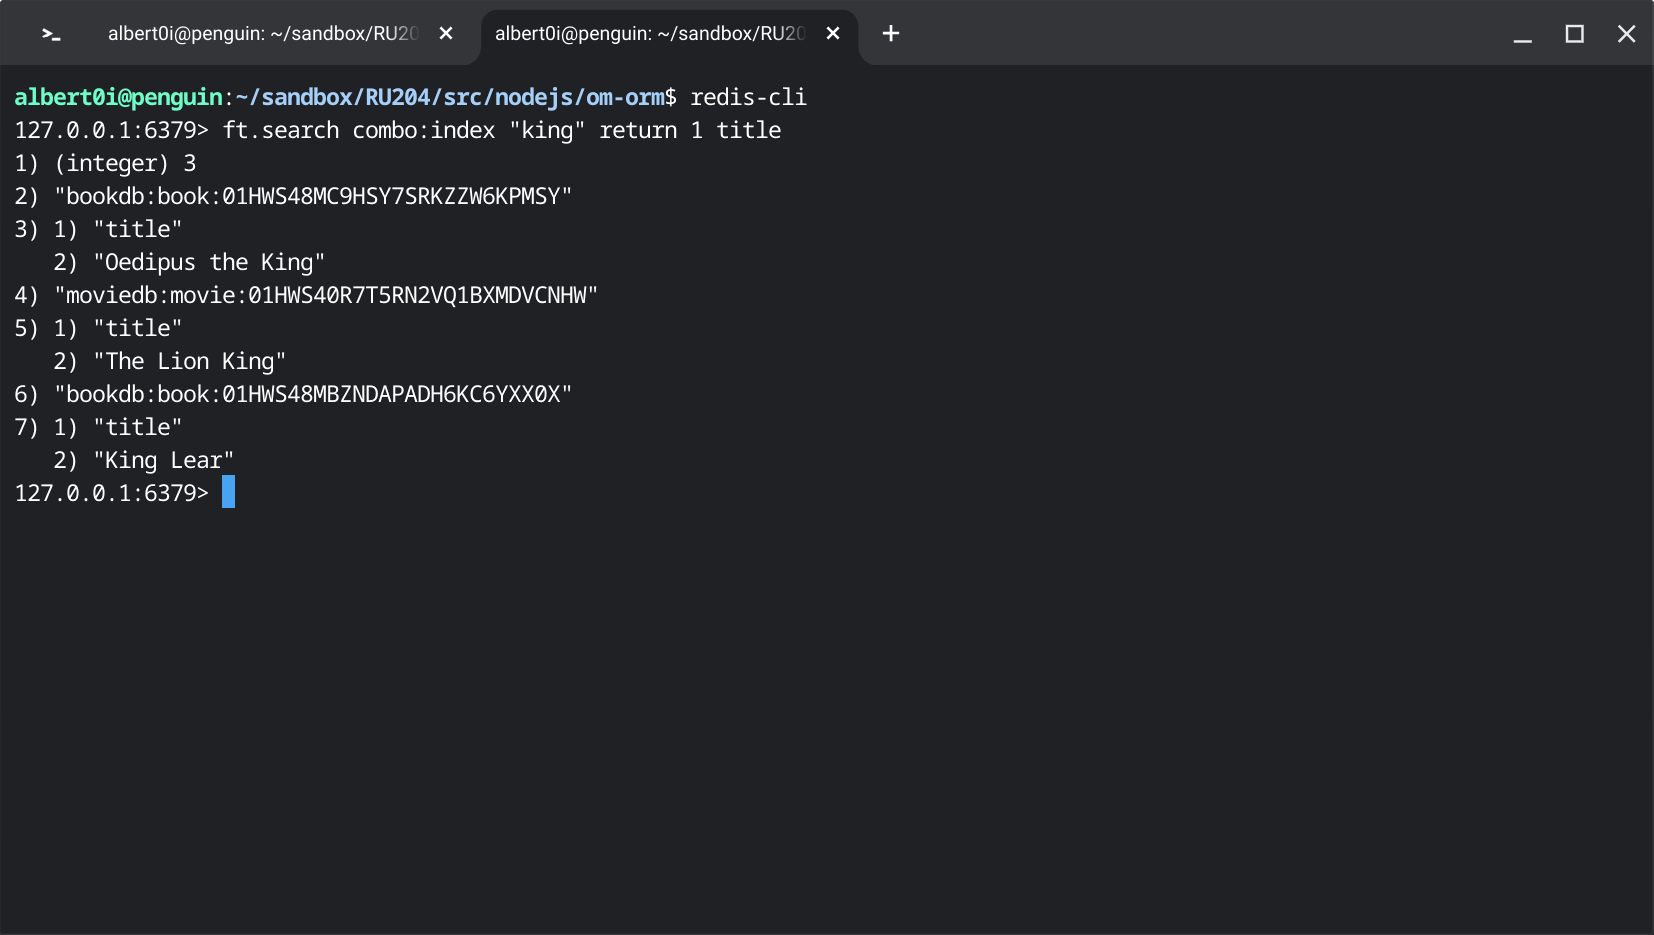 albert0i@penguin: ~/sandbox/RU20
albert0i@penguin: ~/sandbox/RU20
albert0i@penguin:~/sandbox/RU204/src/nodejs/om-orm$ redis-cli
127.0.0.1:6379> ft.search combo:index "king" return 1 title
1) (integer) 3
2) "bookdb:book:01HWS48MC9HSY7SRKZZW6KPMSY"
3) 1) "title"
   2) "Oedipus the King"
4) "moviedb:movie:01HWS40R7T5RN2VQ1BXMDVCNHW"
5) 1) "title"
   2) "The Lion King"
6) "bookdb:book:01HWS48MBZNDAPADH6KC6YXX0X"
7) 1) "title"
   2) "King Lear"
127.0.0.1:6379>